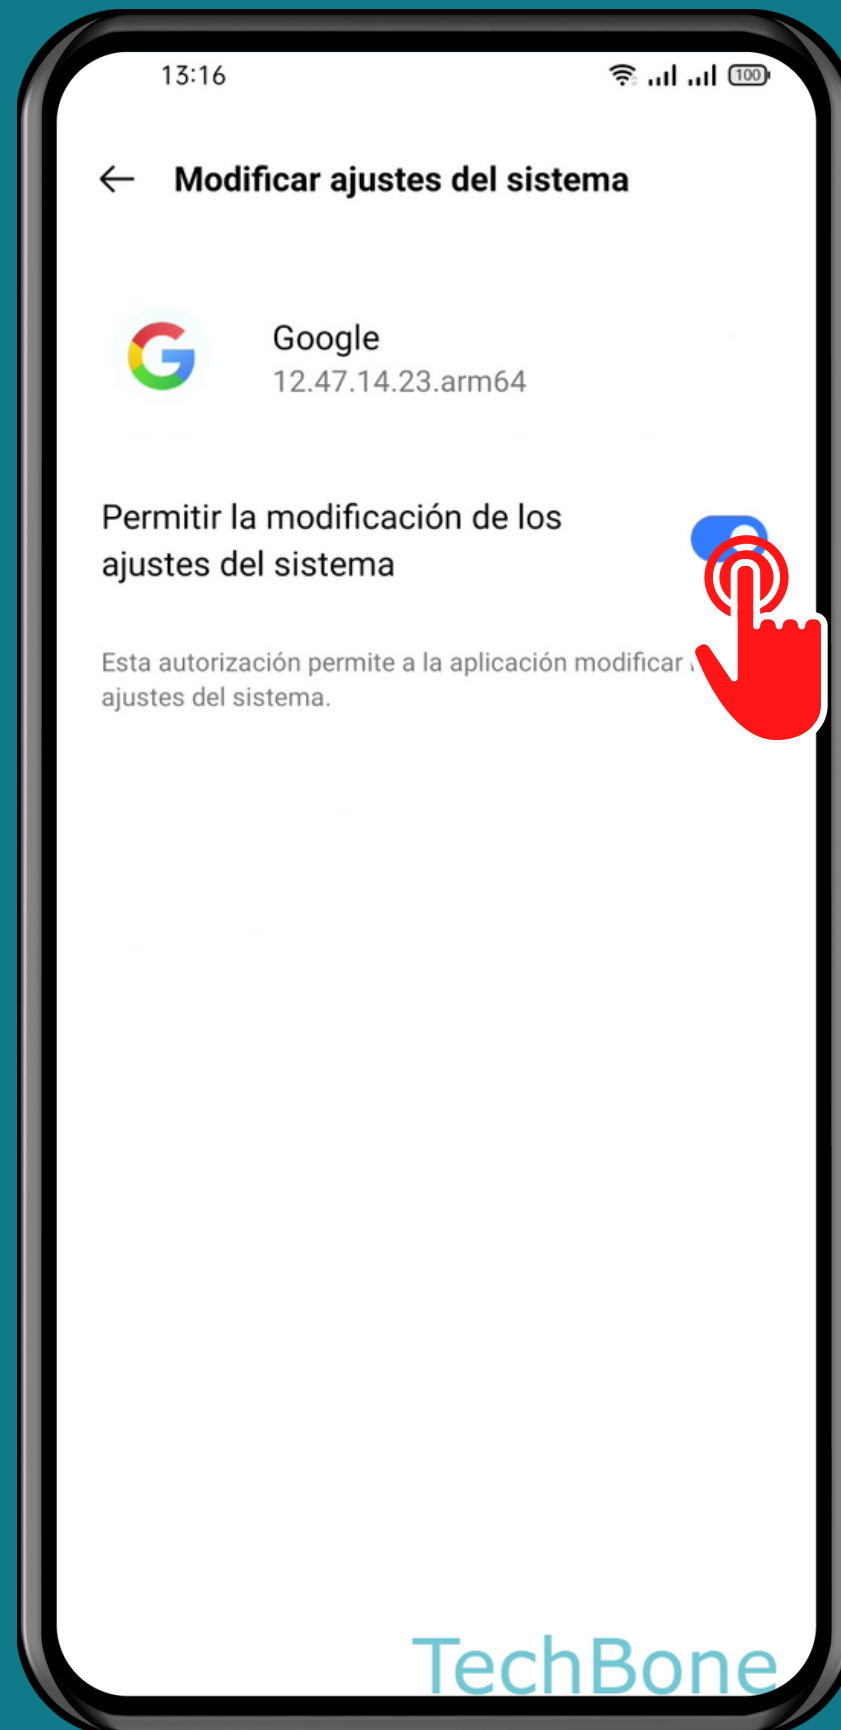 13:16
100
Modificar ajustes del sistema
Google
12.47.14.23.arm64
Permitir la modificación de los
ajustes del sistema
Esta autorización permite a la aplicación modificar
ajustes del sistema.
TechBone